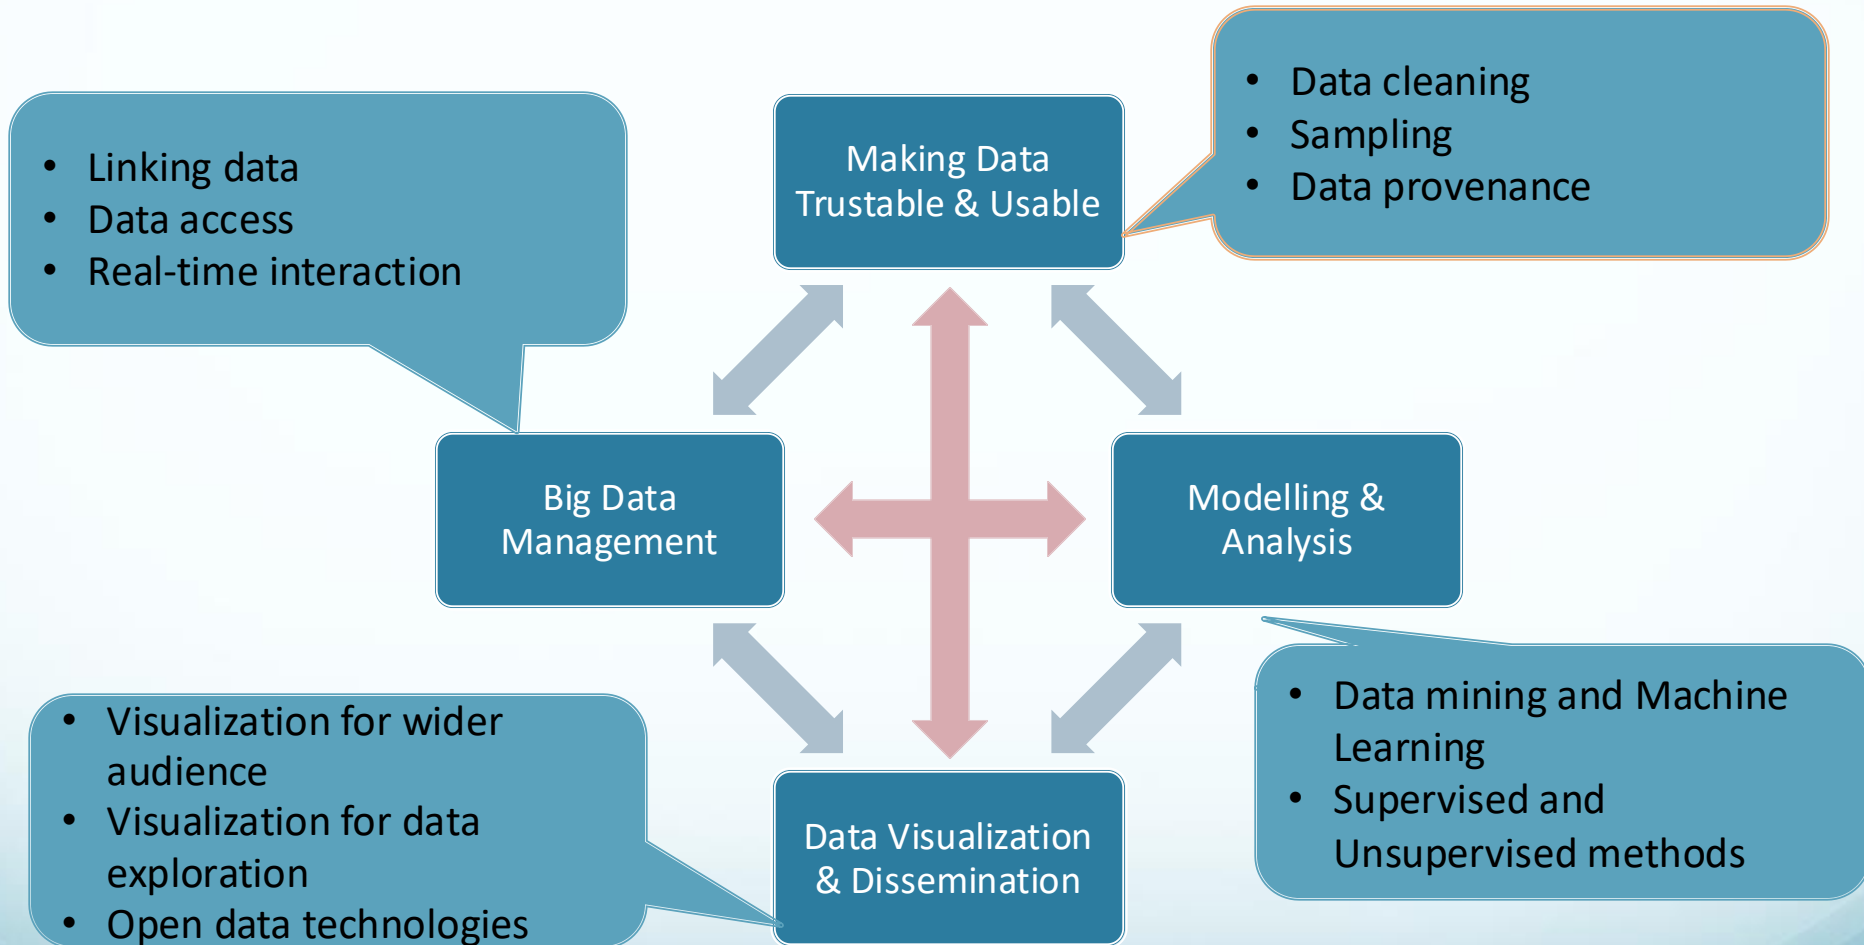 • Linking data
• Data access
• Real-time interaction
Making Data
Trustable & Usable
• Data cleaning
• Sampling
• Data provenance
Big Data
Management
Modelling &
Analysis
• Visualization for wider
audience
• Visualization for data
exploration
• Open data technologies
Data Visualization
& Dissemination
• Data mining and Machine
Learning
• Supervised and
Unsupervised methods